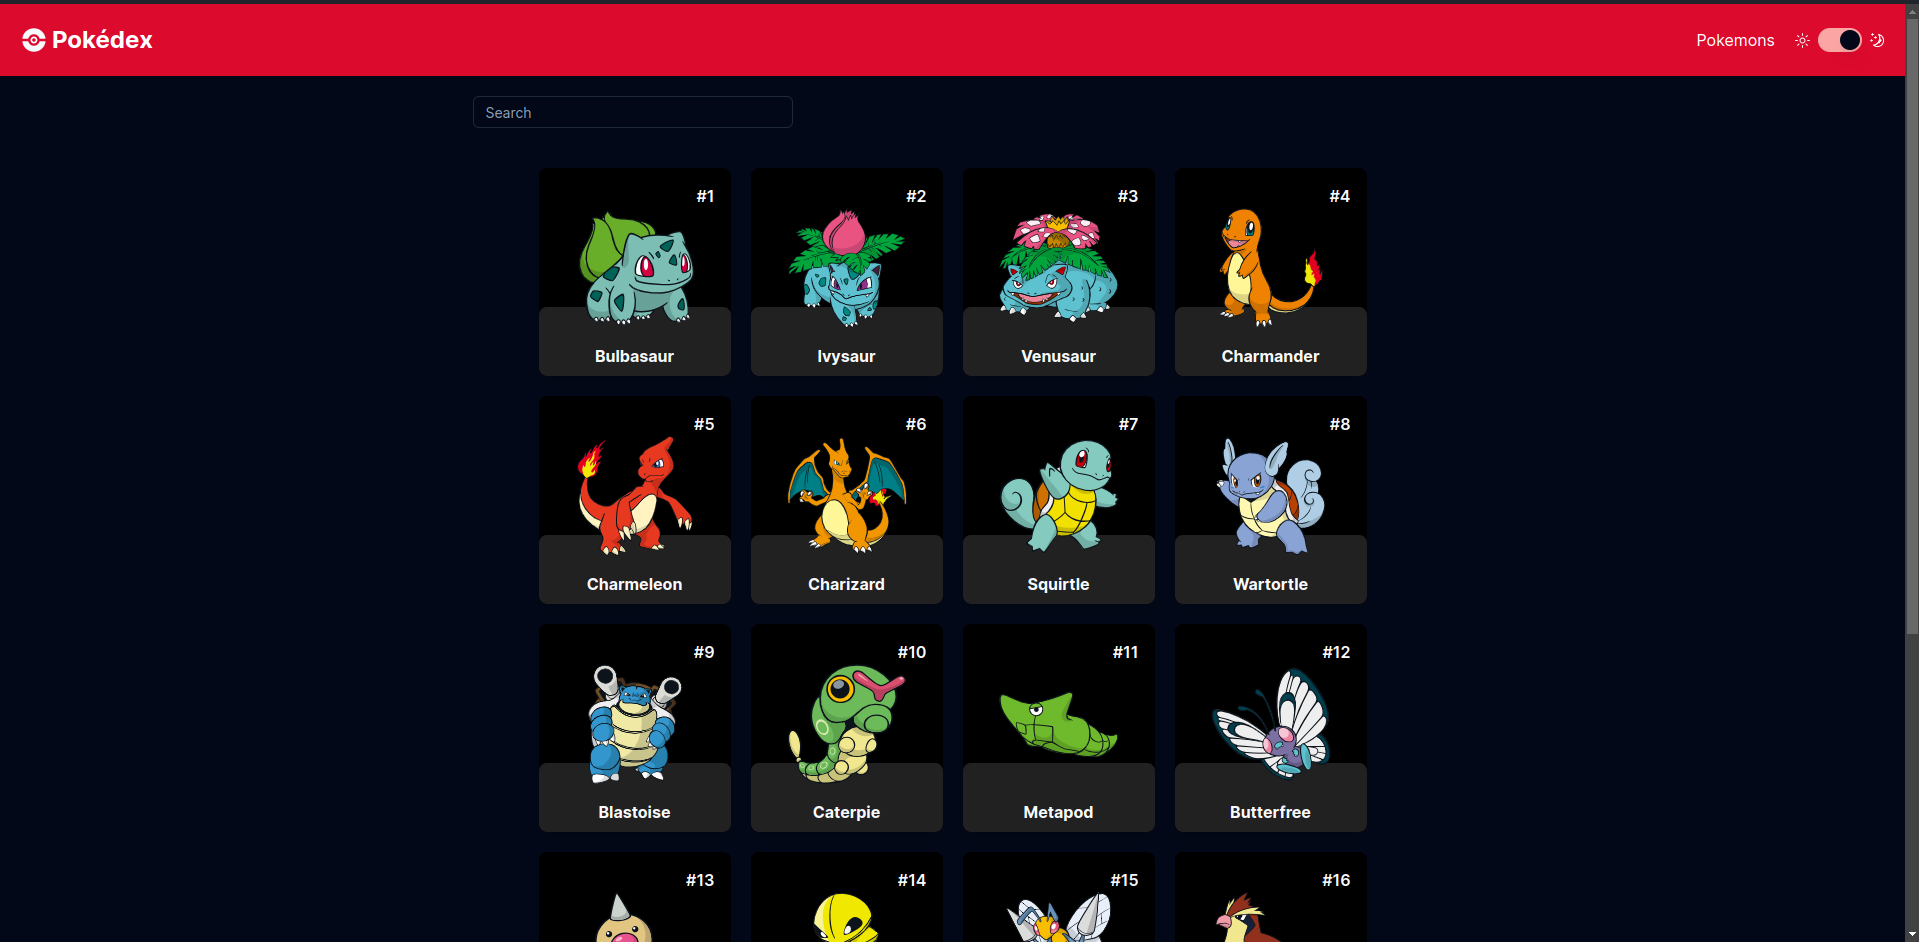 Pokédex
Pokemons
Search
#1
#2
#3
#4
Bulbasaur
Ivysaur
Venusaur
Charmander
#5
#6
#7
#8
Charmeleon
Charizard
Squirtle
Wartortle
#9
#10
#11
#12
Blastoise
Caterpie
Metapod
Butterfree
#13
#14
#15
#16